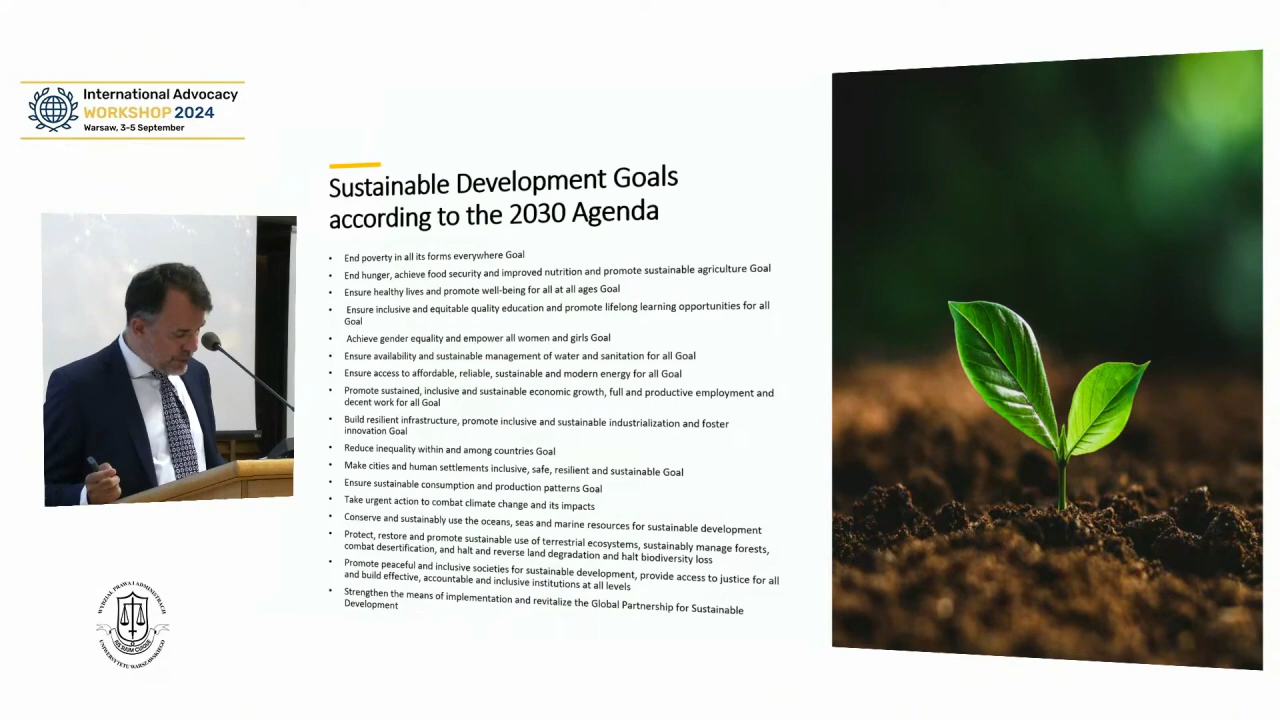 International Advocacy
WORKSHOP 2024
Warsaw, 3-5 September
Sustainable Development Goals
according to the 2030 Agenda
• End poverty in all its forms everywhere Goal
• End hunger, achieve food security and improved nutrition and promote sustainable agriculture Goal
• Ensure healthy lives and promote well-being for all at all ages Goal
• Ensure inclusive and equitable quality education and promote lifelong learning opportunities for all
Goal
• Achieve gender equality and empower all women and girls Goal
• Ensure availability and sustainable management of water and sanitation for all Goal
• Ensure access to affordable, reliable, sustainable and modern energy for all Goal
• Promote sustained, inclusive and sustainable economic growth, full and productive employment and
decent work for all Goal
• Build resilient infrastructure, promote inclusive and sustainable industrialization and foster
innovation Goal
• Reduce inequality within and among countries Goal
• Make cities and human settlements inclusive, safe, resilient and sustainable Goal
• Ensure sustainable consumption and production patterns Goal
• Take urgent action to combat climate change and its impacts
• Conserve and sustainably use the oceans, seas and marine resources for sustainable development
• Protect, restore and promote sustainable use of terrestrial ecosystems, sustainably manage forests,
combat desertification, and halt and reverse land degradation and halt biodiversity loss
• Promote peaceful and inclusive societies for sustainable development, provide access to justice for all
and build effective, accountable and inclusive institutions at all levels
• Strengthen the means of implementation and revitalize the Global Partnership for Sustainable
Development
WYDZIAŁ PRAWA I ADMINISTRACJI
IUS SUUM CUIQUE
UNIWERSYTETU WARSZAWSKIEGO